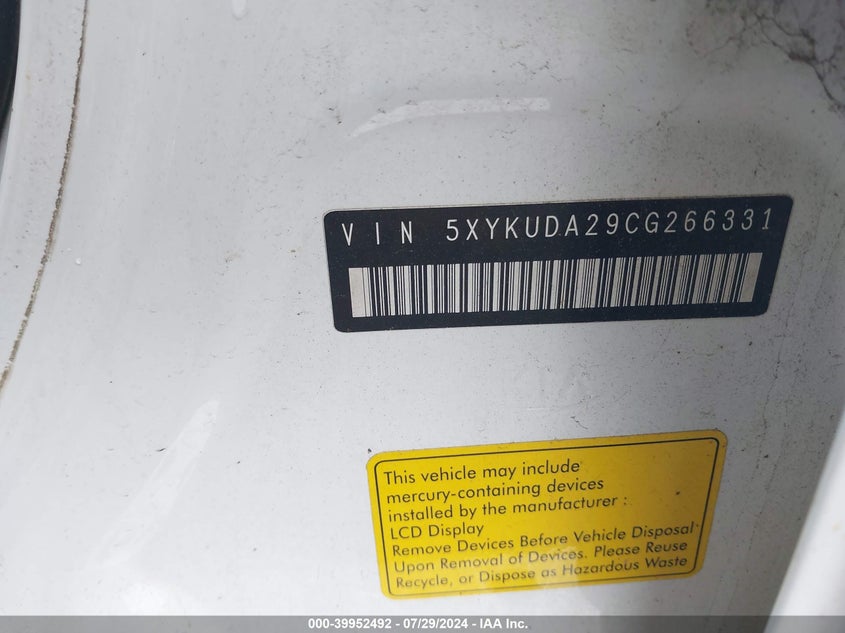 VIN 5XYKUDA29CG266331
This vehicle may include
mercury-containing devices
installed by the manufacturer :
LCD Display
Remove Devices Before Vehicle Disposal
Upon Removal of Devices. Please Reuse
Recycle, or Dispose as Hazardous Waste
000-39952492 - 07/29/2024 - IAA Inc.